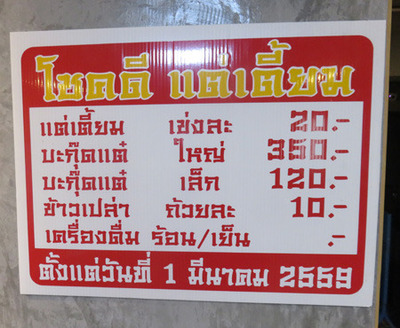 โชคดี แต่เตี้ยม
แต่เตี้ยม เข่งละ 20.-
บะกุ๊ดแต๋ ใหญ่ 350.-
บะกุ๊ดแต๋ เล็ก 120.-
ข้าวเปล่า ถ้วยละ 10.-
เครื่องดื่ม ร้อน/เย็น .-
ตั้งแต่วันที่ 1 มีนาคม 2559